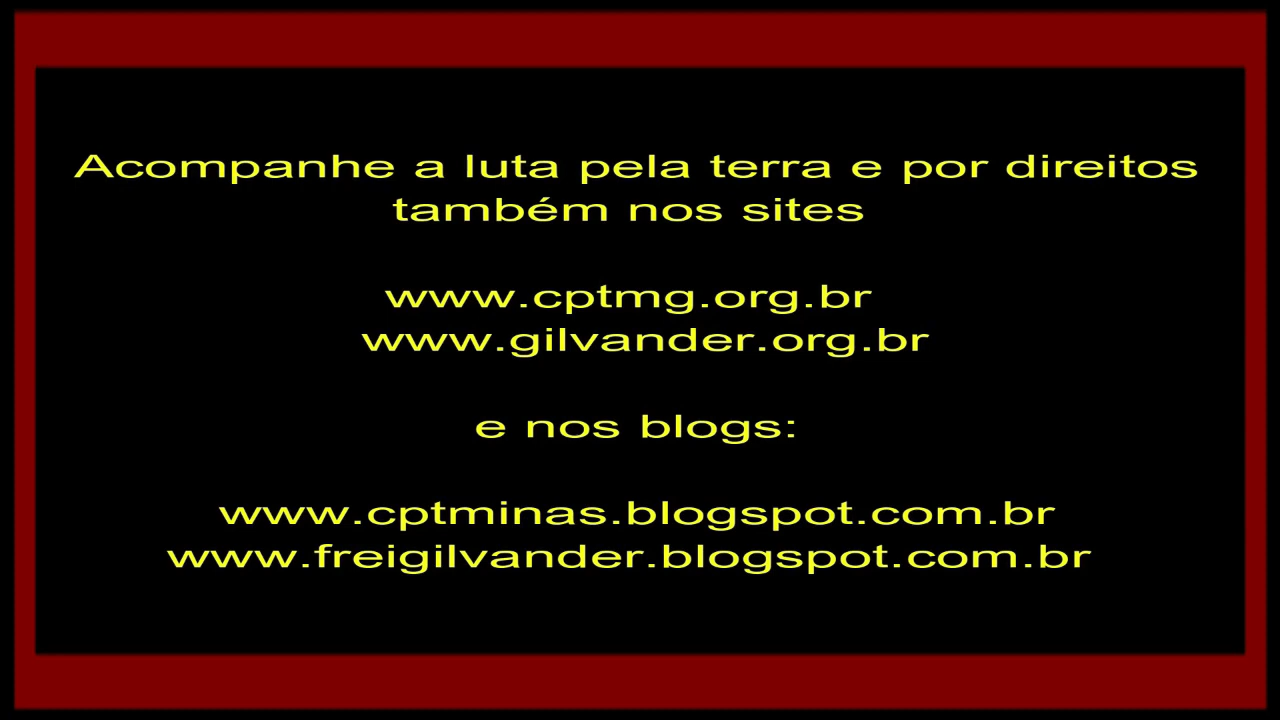 Acompanhe a luta pela terra e por direitos
também nos sites
www.cptmg.org.br
www.gilvander.org.br
e nos blogs:
www.cptminas.blogspot.com.br
www.freigilvander.blogspot.com.br